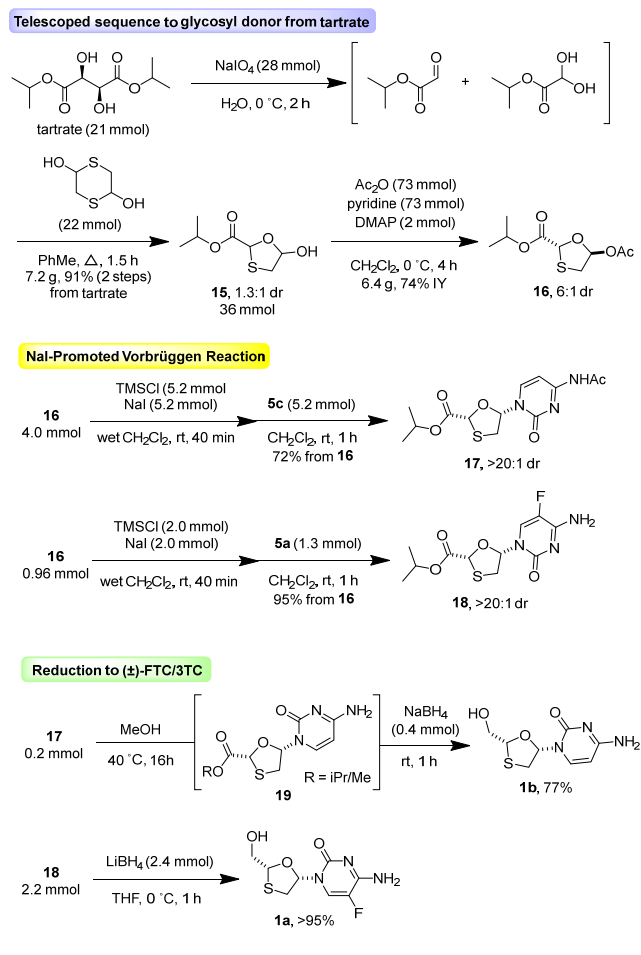 Telescoped sequence to glycosyl donor from tartrate
OH
O
O
O
O
OH
tartrate (21 mmol)
NaIO4 (28 mmol)
H2O, 0 °C, 2 h
O
O
O
+
OH
O
OH
O
HO
S
S
OH
(22 mmol)
PhMe, △, 1.5 h
7.2 g, 91% (2 steps)
from tartrate
O
O
O
OH
S
15, 1.3:1 dr
36 mmol
Ac2O (73 mmol)
pyridine (73 mmol)
DMAP (2 mmol)
CH2Cl2, 0 °C, 4 h
6.4 g, 74% IY
O
O
O
OAc
S
16, 6:1 dr
NaI-Promoted Vorbrüggen Reaction
16
4.0 mmol
TMSCl (5.2 mmol
NaI (5.2 mmol)
wet CH2Cl2, rt, 40 min
5c (5.2 mmol)
CH2Cl2, rt, 1 h
72% from 16
NHAc
O
O
N
N
O
S
O
17, >20:1 dr
16
0.96 mmol
TMSCl (2.0 mmol)
NaI (2.0 mmol)
wet CH2Cl2, rt, 40 min
5a (1.3 mmol)
CH2Cl2, rt, 1 h
95% from 16
F
NH2
O
O
N
N
O
S
O
18, >20:1 dr
Reduction to (±)-FTC/3TC
17
0.2 mmol
MeOH
40 °C, 16h
O
N
NH2
O
O
N
RO
S
R = iPr/Me
19
NaBH4
(0.4 mmol)
rt, 1 h
HO
O
O
N
N
NH2
S
1b, 77%
18
2.2 mmol
LiBH4 (2.4 mmol)
THF, 0 °C, 1 h
OH
O
O
N
N
NH2
S
F
1a, >95%